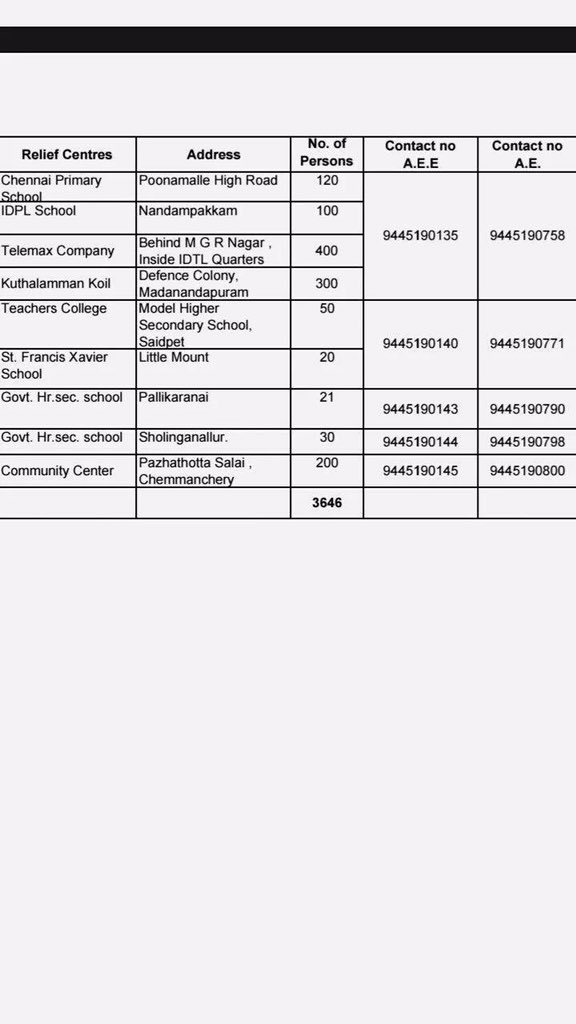 Relief Centres Address No. of Persons Contact no A.E.E Contact no A.E.
Chennai Primary School Poonamalle High Road 120 9445190135 9445190758
IDPL School Nandampakkam 100
Telemax Company Behind M G R Nagar , Inside IDTL Quarters 400
Kuthalamman Koil Defence Colony, Madanandapuram 300
Teachers College Model Higher Secondary School, Saidpet 50 9445190140 9445190771
St. Francis Xavier School Little Mount 20
Govt. Hr.sec. school Pallikaranai 21 9445190143 9445190790
Govt. Hr.sec. school Sholinganallur. 30 9445190144 9445190798
Community Center Pazhathotta Salai , Chemmanchery 200 9445190145 9445190800
3646